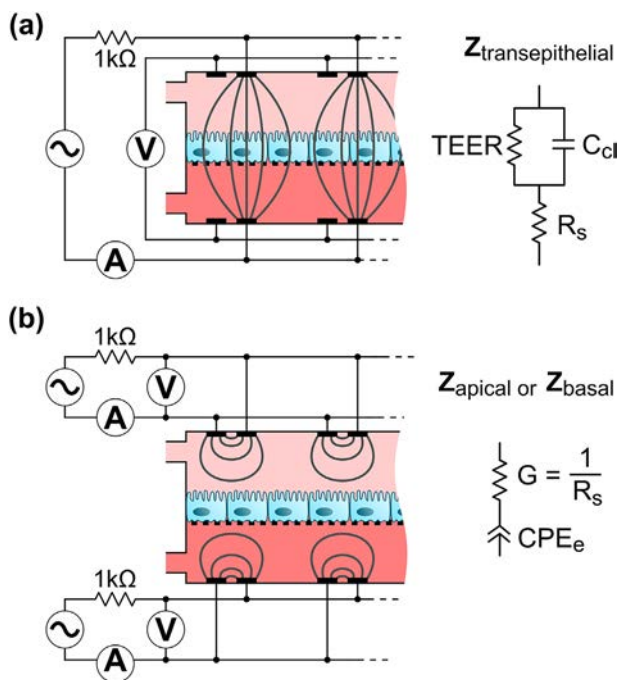 (a)
1kΩ
V
A
Z transepithelial
TEER
C cl
R s
(b)
1kΩ
V
A
Z apical or Z basal
G = 1 / R s
CPE e
1kΩ
V
A